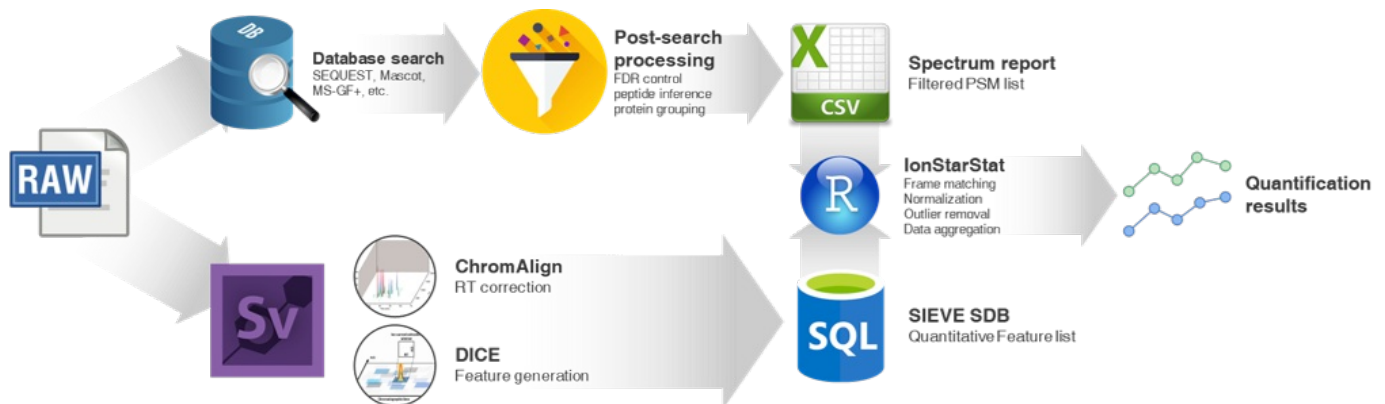 DB
Database search
SEQUEST, Mascot,
MS-GF+, etc.
Post-search
processing
FDR control
peptide inference
protein grouping
X
CSV
Spectrum report
Filtered PSM list
RAW
R
IonStarStat
Frame matching
Normalization
Outlier removal
Data aggregation
Quantification
results
Sv
ChromAlign
RT correction
DICE
Feature generation
SQL
SIEVE SDB
Quantitative Feature list